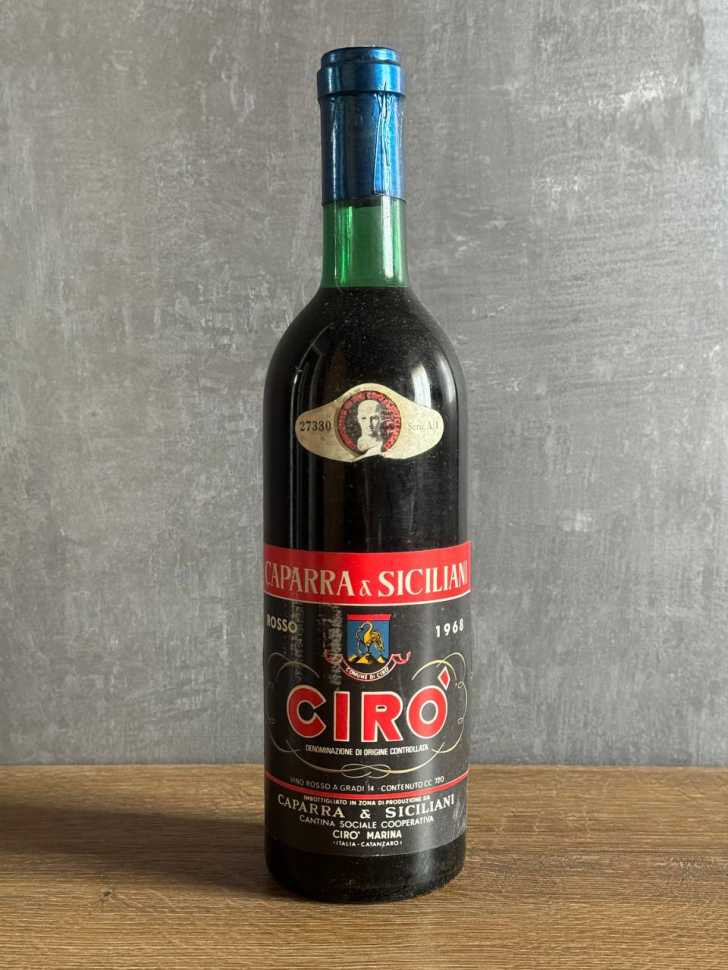 27330
Serie A/1
CAPARRA & SICILIANI
ROSSO
1968
COMUNE DI CIRÒ
CIRÒ
DENOMINAZIONE DI ORIGINE CONTROLLATA
VINO ROSSO A GRADI 14 - CONTENUTO CC 720
IMBOTTIGLIATO IN ZONA DI PRODUZIONE DA
CAPARRA & SICILIANI
CANTINA SOCIALE COOPERATIVA
CIRO' MARINA
• ITALIA - CATANZARO •